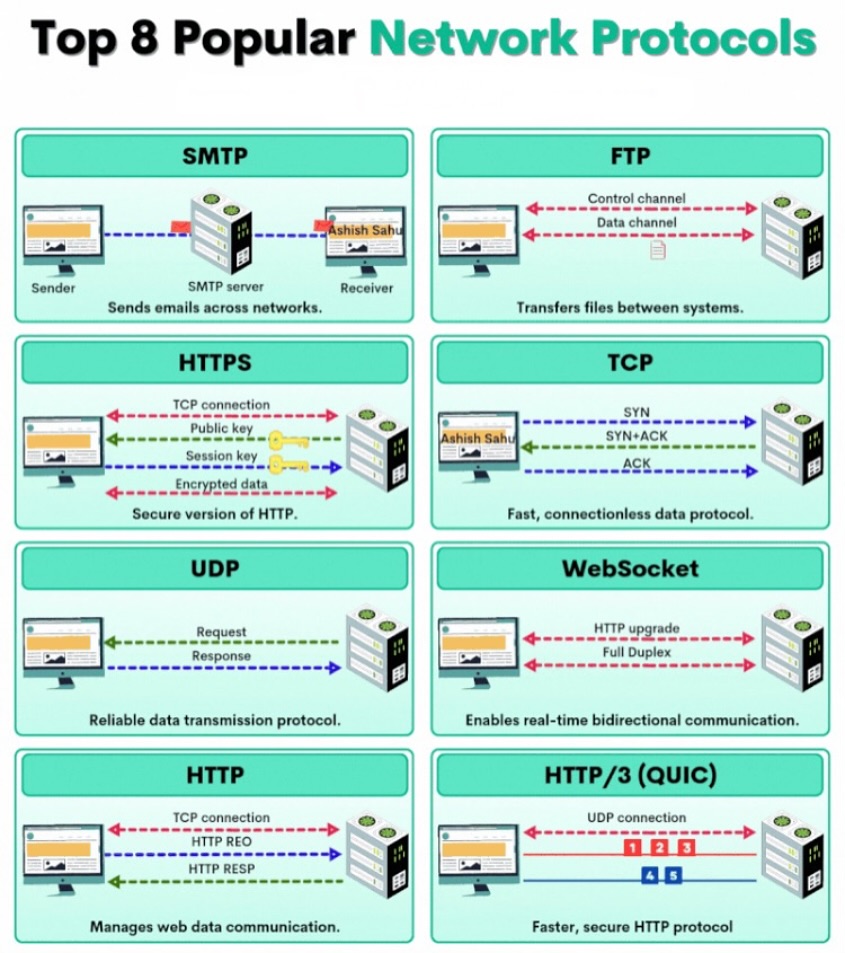 Top 8 Popular Network Protocols
SMTP
Ashish Sahu
Sender
SMTP server
Receiver
Sends emails across networks.
FTP
Control channel
Data channel
Transfers files between systems.
HTTPS
TCP connection
Public key
Session key
Encrypted data
Secure version of HTTP.
TCP
Ashish Sahu
SYN
SYN+ACK
ACK
Fast, connectionless data protocol.
UDP
Request
Response
Reliable data transmission protocol.
WebSocket
HTTP upgrade
Full Duplex
Enables real-time bidirectional communication.
HTTP
TCP connection
HTTP REO
HTTP RESP
Manages web data communication.
HTTP/3 (QUIC)
UDP connection
1 2 3
4 5
Faster, secure HTTP protocol